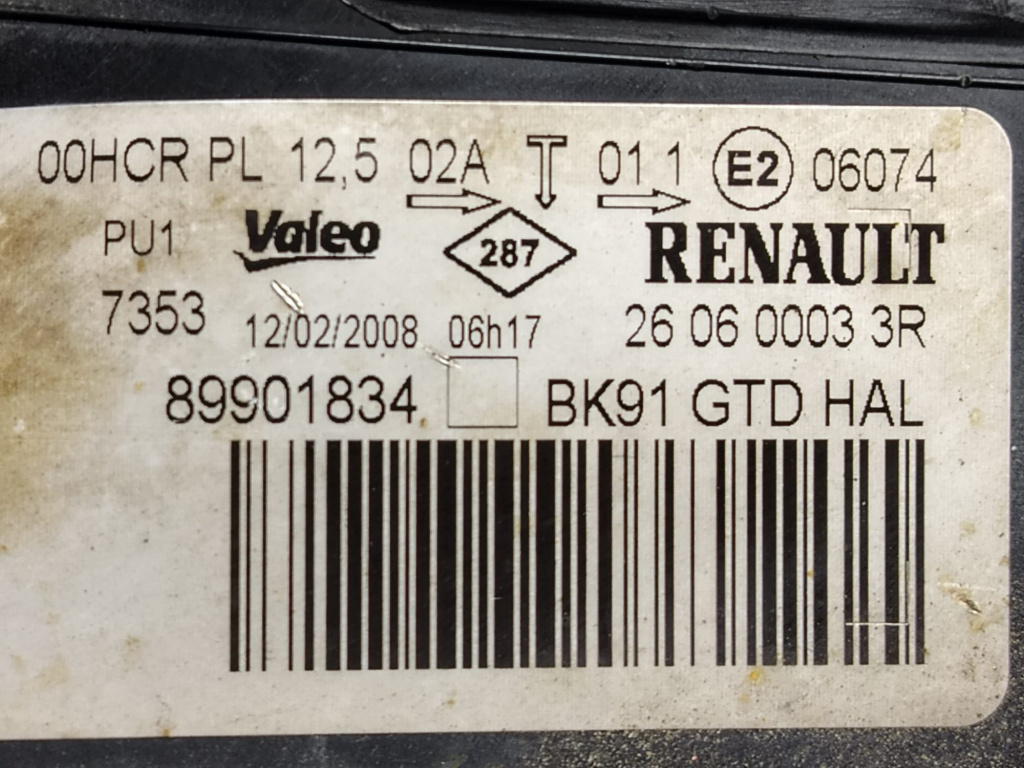 00HCR PL 12,5 02A 01 1 E2 06074
PU1 Valeo 287 RENAULT
7353 12/02/2008 06h17 26 06 0003 3R
89901834 BK91 GTD HAL